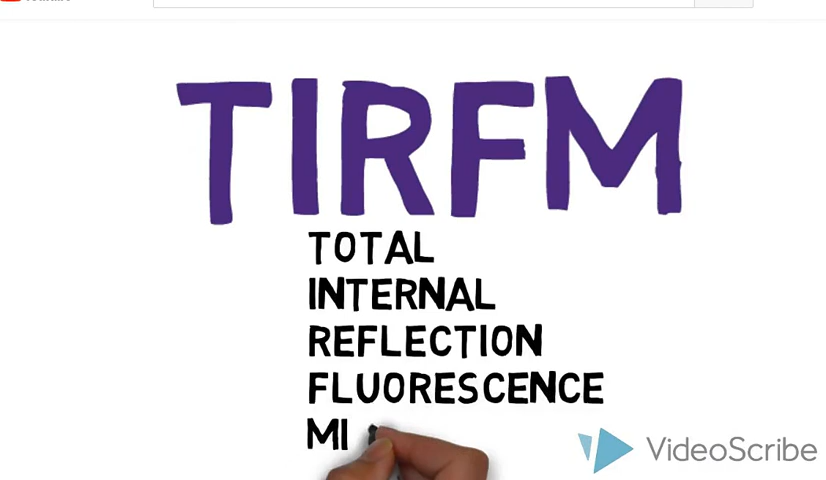 TIRFM
TOTAL
INTERNAL
REFLECTION
FLUORESCENCE
MI
VideoScribe